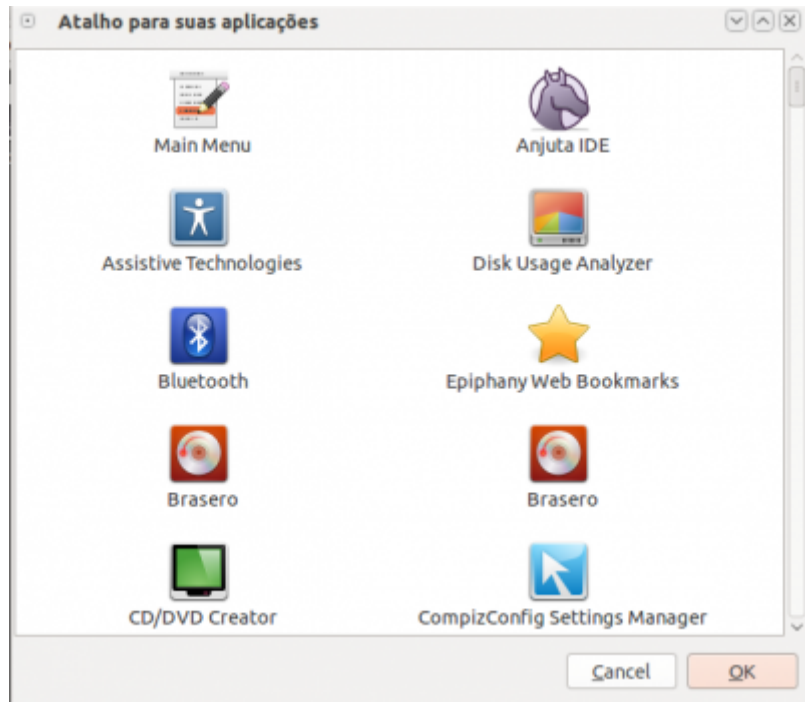 Atalho para suas aplicações
Main Menu
Anjuta IDE
Assistive Technologies
Disk Usage Analyzer
Bluetooth
Epiphany Web Bookmarks
Brasero
Brasero
CD/DVD Creator
CompizConfig Settings Manager
Cancel
OK